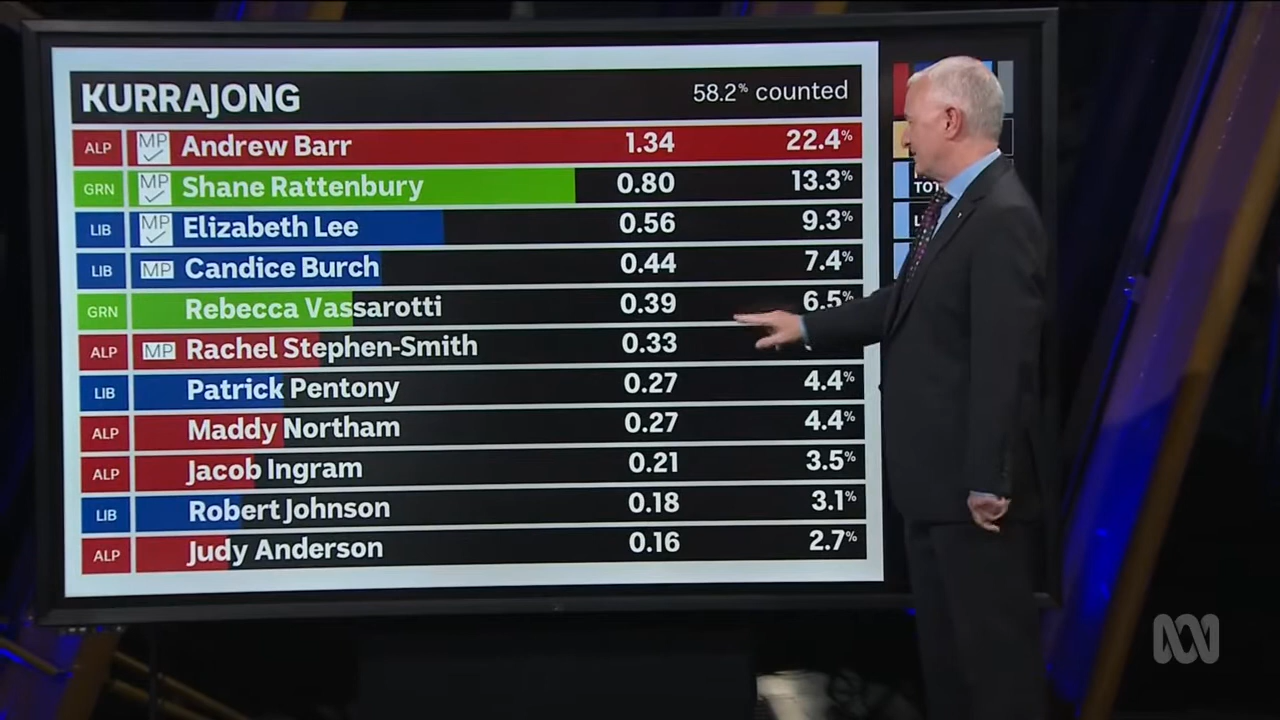 KURRAJONG 58.2% counted
ALP MP Andrew Barr 1.34 22.4%
GRN MP Shane Rattenbury 0.80 13.3%
LIB MP Elizabeth Lee 0.56 9.3%
LIB MP Candice Burch 0.44 7.4%
GRN Rebecca Vassarotti 0.39 6.5%
ALP MP Rachel Stephen-Smith 0.33
LIB Patrick Pentony 0.27 4.4%
ALP Maddy Northam 0.27 4.4%
ALP Jacob Ingram 0.21 3.5%
LIB Robert Johnson 0.18 3.1%
ALP Judy Anderson 0.16 2.7%